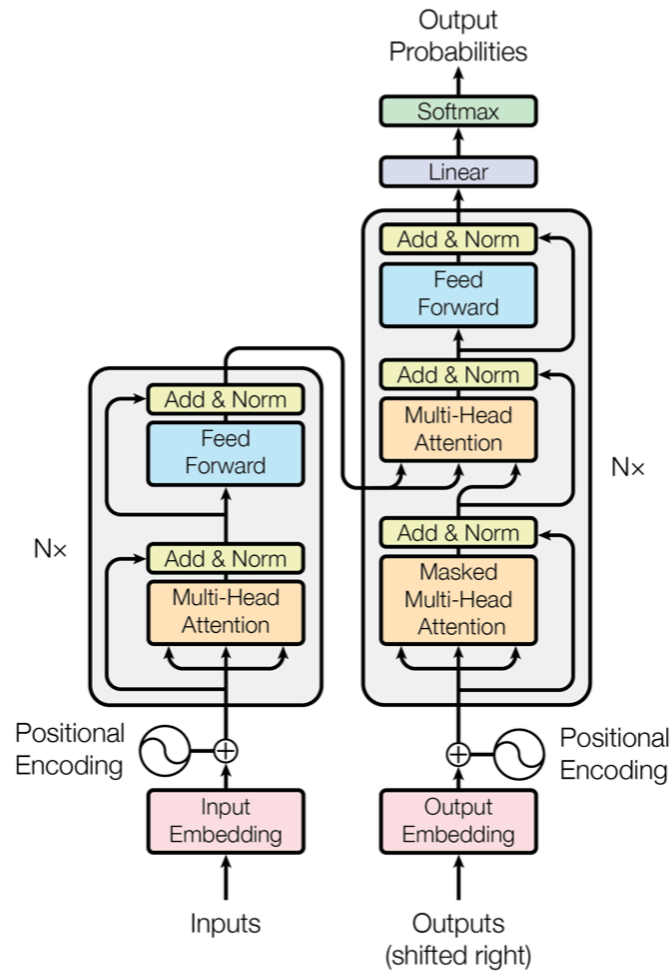 Output
Probabilities
Softmax
Linear
Add & Norm
Feed
Forward
Add & Norm
Multi-Head
Attention
Add & Norm
Masked
Multi-Head
Attention
N×
Add & Norm
Feed
Forward
Add & Norm
Multi-Head
Attention
N×
Positional
Encoding
Positional
Encoding
Input
Embedding
Output
Embedding
Inputs
Outputs
(shifted right)